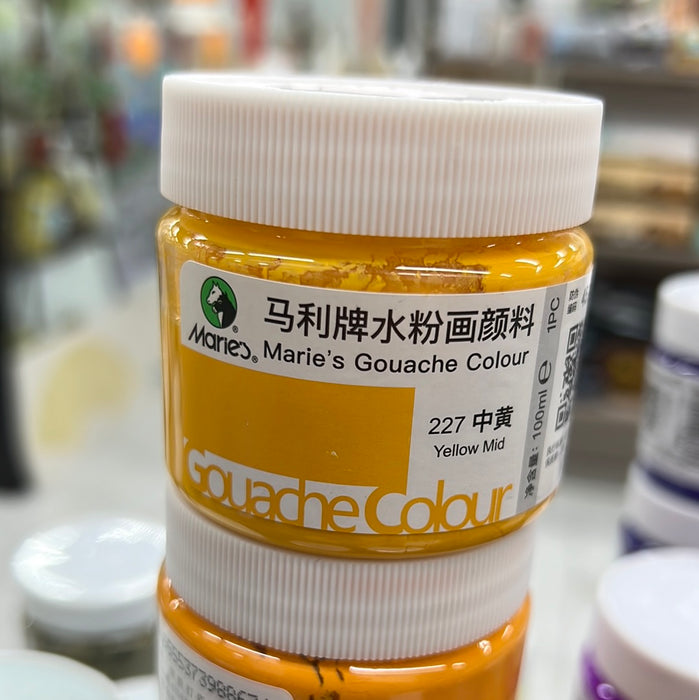 马利牌水粉画颜料
Marie's®
Marie's Gouache Colour
227 中黄
Yellow Mid
Gouache Colour
净含量：100ml ℮ 1PC